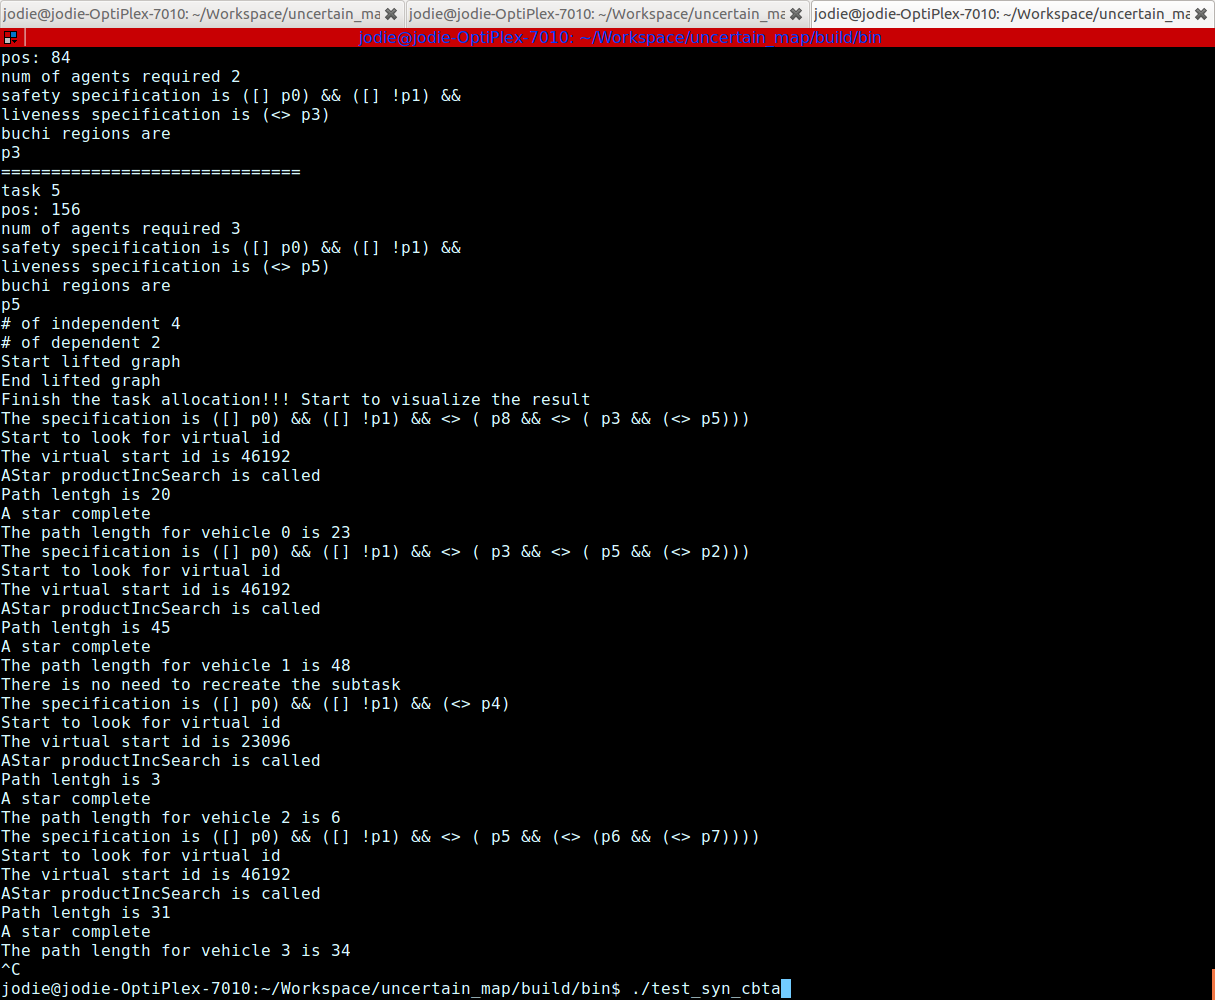 jodie@jodie-OptiPlex-7010: ~/Workspace/uncertain_ma jodie@jodie-OptiPlex-7010: ~/Workspace/uncertain_ma jodie@jodie-OptiPlex-7010: ~/Workspace/uncertain_ma
jodie@jodie-OptiPlex-7010: ~/Workspace/uncertain_map/build/bin
pos: 84
num of agents required 2
safety specification is ([] p0) && ([] !p1) &&
liveness specification is (<> p3)
buchi regions are
p3
==============================
task 5
pos: 156
num of agents required 3
safety specification is ([] p0) && ([] !p1) &&
liveness specification is (<> p5)
buchi regions are
p5
# of independent 4
# of dependent 2
Start lifted graph
End lifted graph
Finish the task allocation!!! Start to visualize the result
The specification is ([] p0) && ([] !p1) && <> ( p8 && <> ( p3 && (<> p5)))
Start to look for virtual id
The virtual start id is 46192
AStar productIncSearch is called
Path lentgh is 20
A star complete
The path length for vehicle 0 is 23
The specification is ([] p0) && ([] !p1) && <> ( p3 && <> ( p5 && (<> p2)))
Start to look for virtual id
The virtual start id is 46192
AStar productIncSearch is called
Path lentgh is 45
A star complete
The path length for vehicle 1 is 48
There is no need to recreate the subtask
The specification is ([] p0) && ([] !p1) && (<> p4)
Start to look for virtual id
The virtual start id is 23096
AStar productIncSearch is called
Path lentgh is 3
A star complete
The path length for vehicle 2 is 6
The specification is ([] p0) && ([] !p1) && <> ( p5 && (<> (p6 && (<> p7))))
Start to look for virtual id
The virtual start id is 46192
AStar productIncSearch is called
Path lentgh is 31
A star complete
The path length for vehicle 3 is 34
^C
jodie@jodie-OptiPlex-7010:~/Workspace/uncertain_map/build/bin$ ./test_syn_cbta